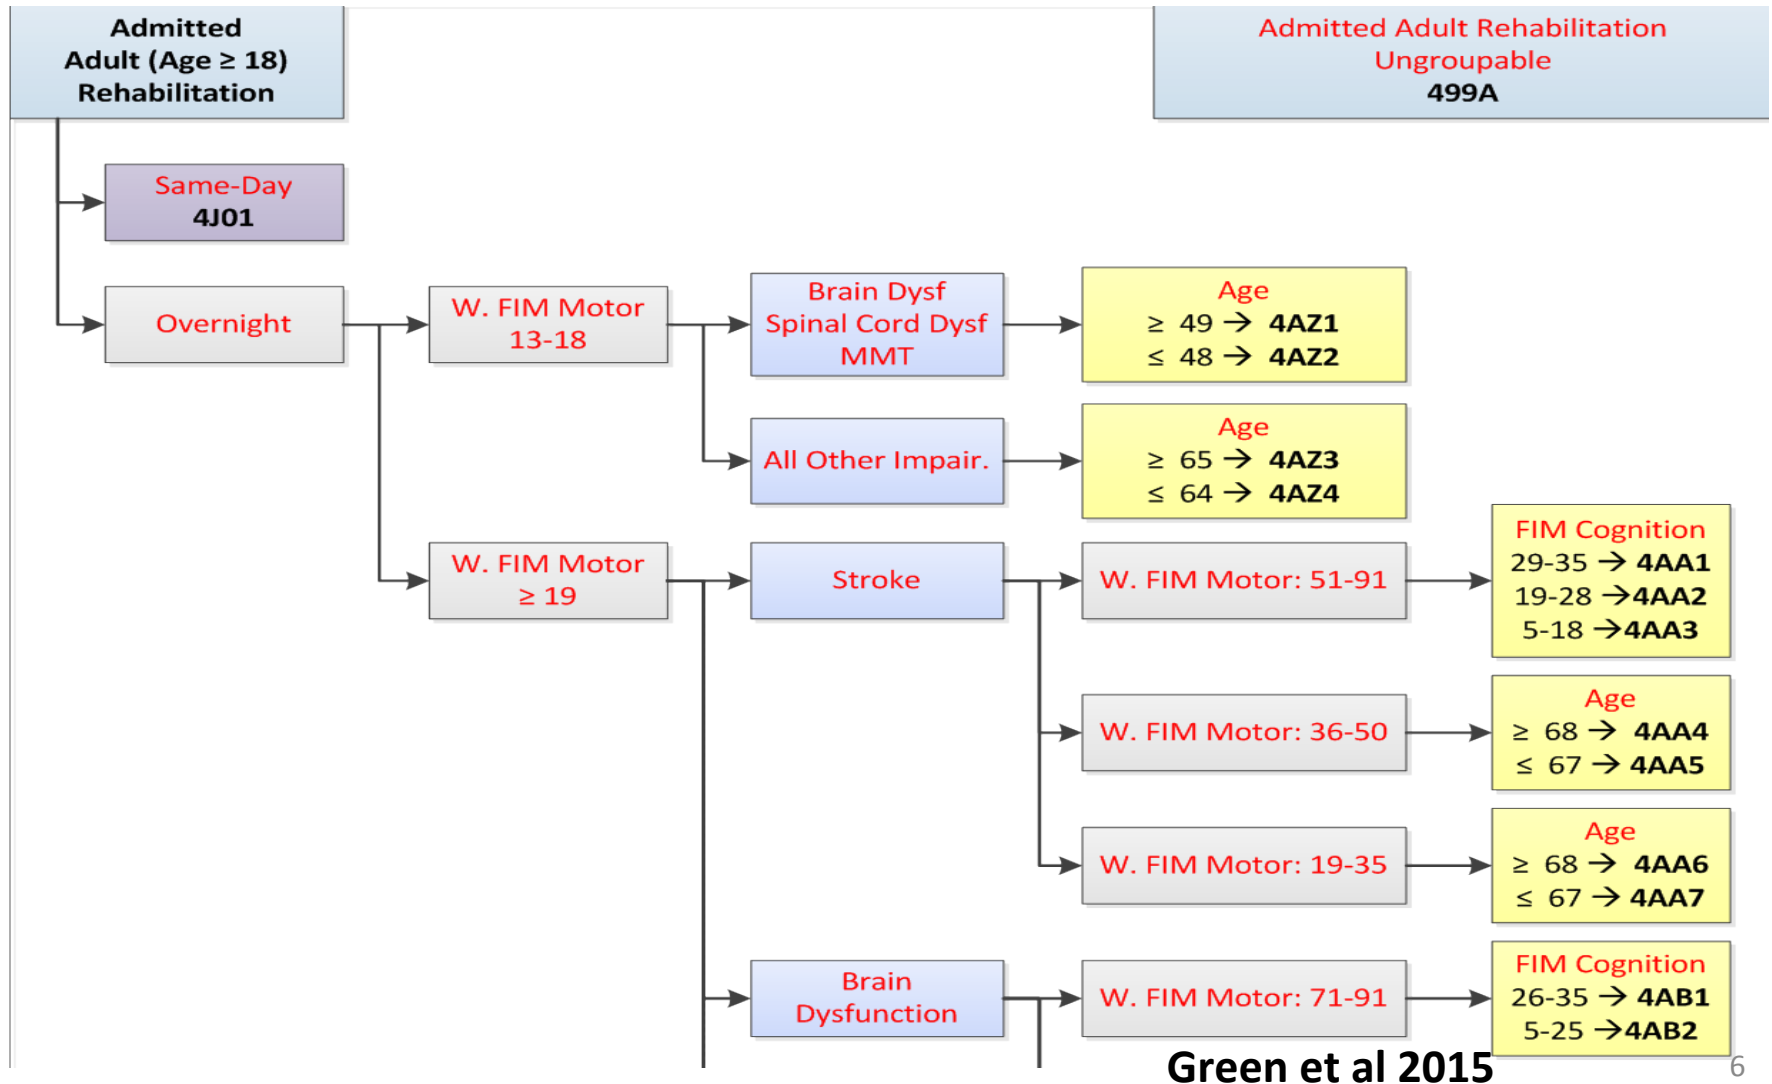 Admitted
Adult (Age ≥ 18)
Rehabilitation
Admitted Adult Rehabilitation
Ungroupable
499A
Same-Day
4J01
Overnight
W. FIM Motor
13-18
Brain Dysf
Spinal Cord Dysf
MMT
Age
≥ 49 → 4AZ1
≤ 48 → 4AZ2
All Other Impair.
Age
≥ 65 → 4AZ3
≤ 64 → 4AZ4
W. FIM Motor
≥ 19
Stroke
W. FIM Motor: 51-91
FIM Cognition
29-35 → 4AA1
19-28 →4AA2
5-18 →4AA3
W. FIM Motor: 36-50
Age
≥ 68 → 4AA4
≤ 67 → 4AA5
W. FIM Motor: 19-35
Age
≥ 68 → 4AA6
≤ 67 → 4AA7
Brain
Dysfunction
W. FIM Motor: 71-91
FIM Cognition
26-35 → 4AB1
5-25 →4AB2
Green et al 2015
6